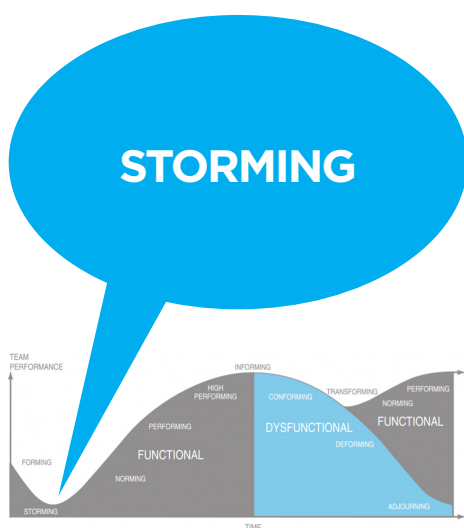 STORMING
TEAM
PERFORMANCE
INFORMING
HIGH
PERFORMING
CONFORMING
TRANSFORMING
PERFORMING
NORMING
PERFORMING
DYSFUNCTIONAL
FUNCTIONAL
DEFORMING
FUNCTIONAL
FORMING
NORMING
STORMING
ADJOURNING
TIME